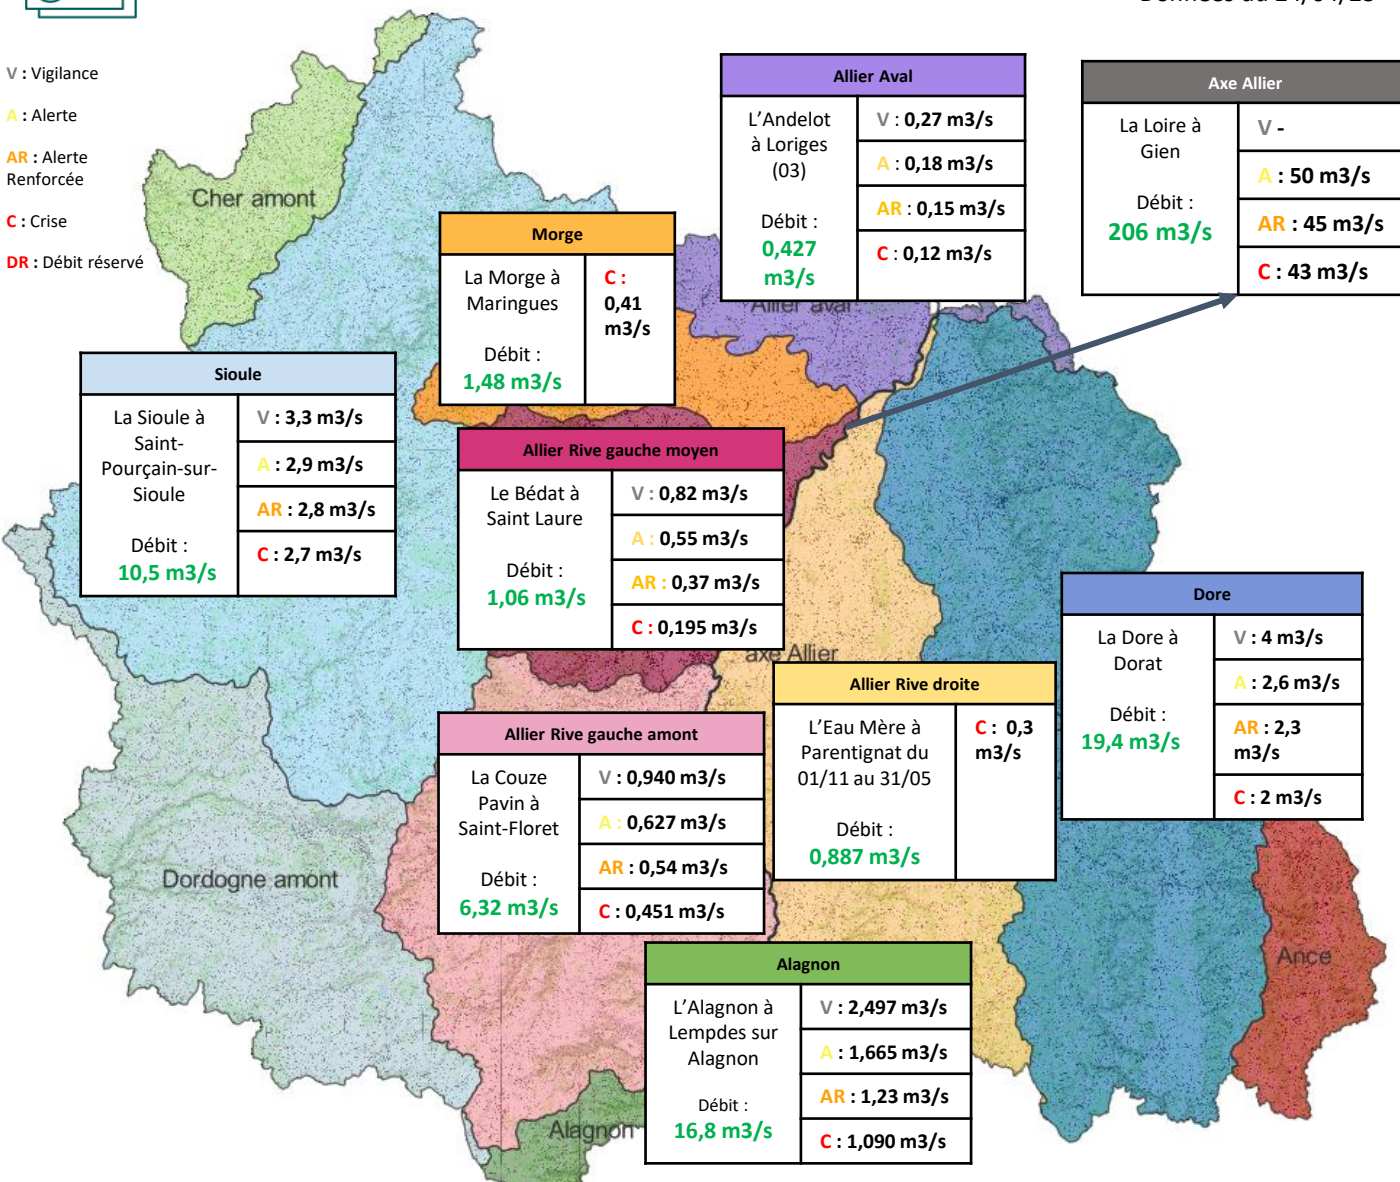 V : Vigilance
A : Alerte
AR : Alerte
Renforcée
C : Crise
DR : Débit réservé
Cher amont
Allier Aval
L'Andelot
à Loriges
(03)
Débit :
0,427
m3/s
V : 0,27 m3/s
A : 0,18 m3/s
AR : 0,15 m3/s
C : 0,12 m3/s
Axe Allier
La Loire à
Gien
Débit :
206 m3/s
V -
A : 50 m3/s
AR : 45 m3/s
C : 43 m3/s
Morge
La Morge à
Maringues
Débit :
1,48 m3/s
C :
0,41
m3/s
Allier aval
Sioule
La Sioule à
Saint-
Pourçain-sur-
Sioule
Débit :
10,5 m3/s
V : 3,3 m3/s
A : 2,9 m3/s
AR : 2,8 m3/s
C : 2,7 m3/s
Allier Rive gauche moyen
Le Bédat à
Saint Laure
Débit :
1,06 m3/s
V : 0,82 m3/s
A : 0,55 m3/s
AR : 0,37 m3/s
C : 0,195 m3/s
axe Allier
Dore
La Dore à
Dorat
Débit :
19,4 m3/s
V : 4 m3/s
A : 2,6 m3/s
AR : 2,3
m3/s
C : 2 m3/s
Allier Rive droite
L'Eau Mère à
Parentignat du
01/11 au 31/05
Débit :
0,887 m3/s
C : 0,3
m3/s
Allier Rive gauche amont
La Couze
Pavin à
Saint-Floret
Débit :
6,32 m3/s
V : 0,940 m3/s
A : 0,627 m3/s
AR : 0,54 m3/s
C : 0,451 m3/s
Dordogne amont
Ance
Alagnon
L'Alagnon à
Lempdes sur
Alagnon
Débit :
16,8 m3/s
V : 2,497 m3/s
A : 1,665 m3/s
AR : 1,23 m3/s
C : 1,090 m3/s
Alagnon